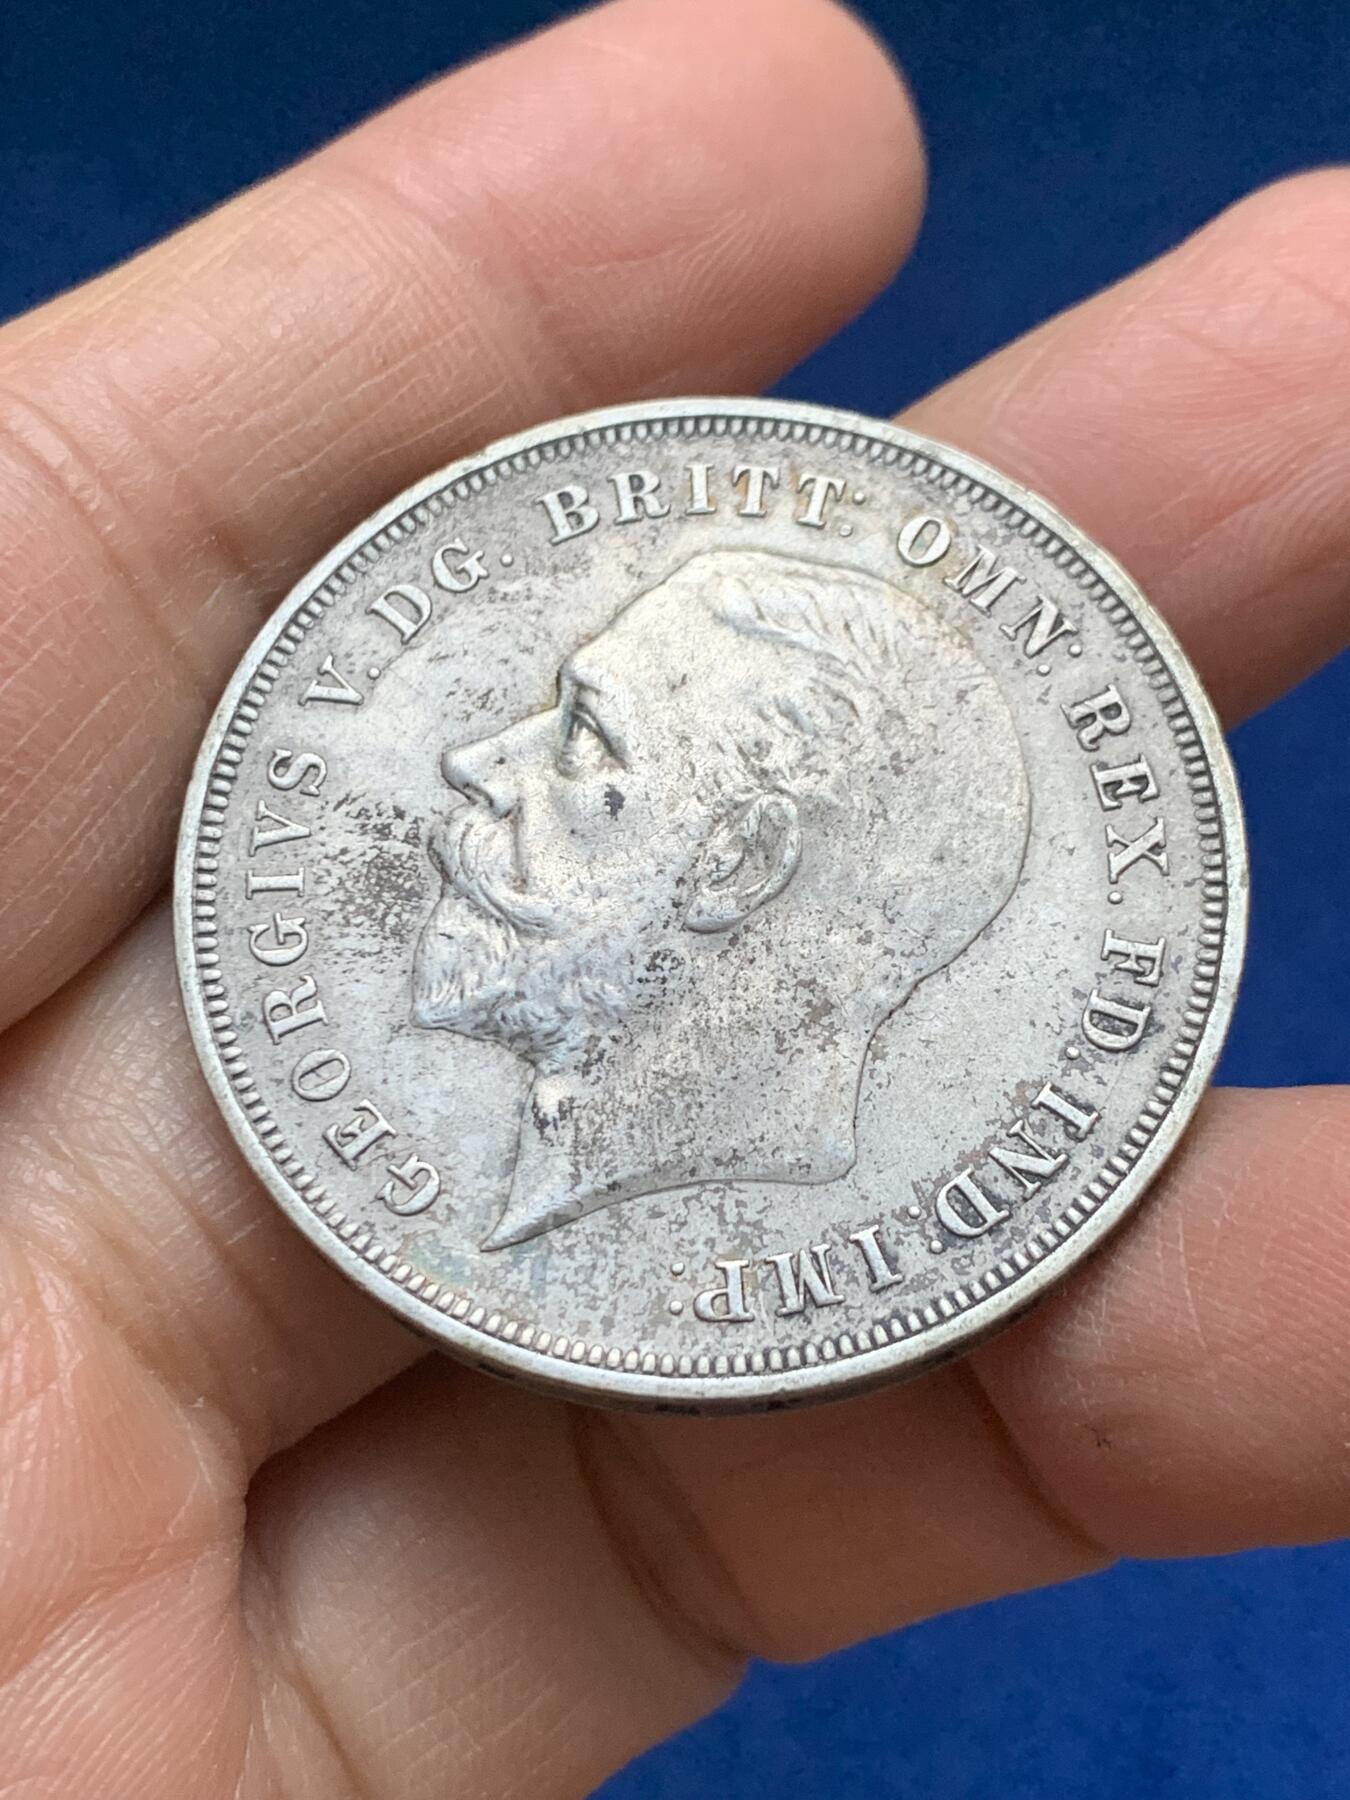 GEORGIVS V. DG. BRITT: OMN: REX. FD: IND: IMP: